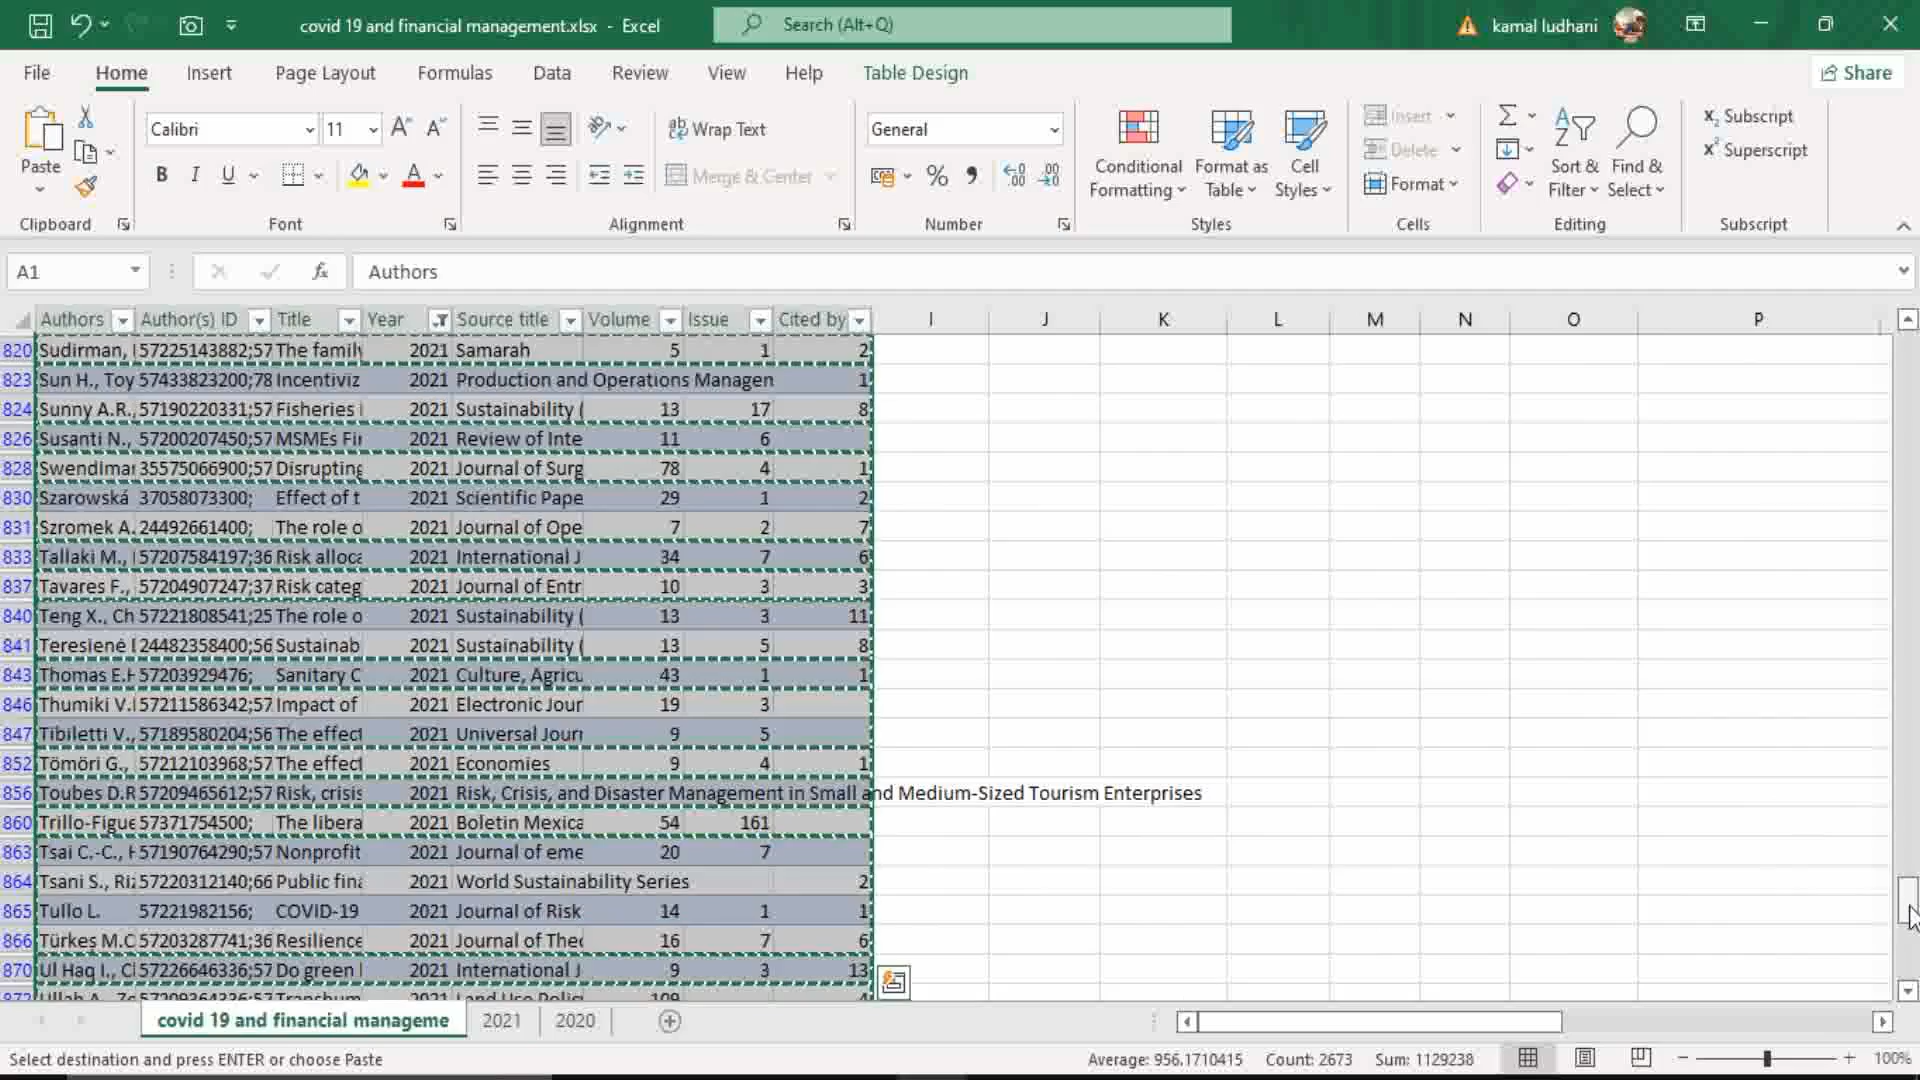 covid 19 and financial management.xlsx - Excel
Search (Alt+Q)
kamal ludhani
File Home Insert Page Layout Formulas Data Review View Help Table Design
Share
Calibri 11
Wrap Text
General
Insert
Subscript
Delete
Superscript
Paste
B I U
Merge & Center
Conditional Formatting
Format as Table
Cell Styles
Format
Sort & Filter
Find & Select
Clipboard Font Alignment Number Styles Cells Editing Subscript
A1 fx Authors
Authors Author(s) ID Title Year Source title Volume Issue Cited by I J K L M N O P
820 Sudirman, 57225143882;57 The family 2021 Samarah 5 1 2
823 Sun H., Toy 57433823200;78 Incentiviz 2021 Production and Operations Managen 1
824 Sunny A.R., 57190220331;57 Fisheries 2021 Sustainability ( 13 17 8
826 Susanti N., 57200207450;57 MSMEs Fi 2021 Review of Inte 11 6
828 Swendlmar 35575066900;57 Disrupting 2021 Journal of Surg 78 4 1
830 Szarowská 37058073300; Effect of t 2021 Scientific Pape 29 1 2
831 Szromek A. 24492661400; The role o 2021 Journal of Ope 7 2 7
833 Tallaki M., 57207584197;36 Risk alloca 2021 International J 34 7 6
837 Tavares F., 57204907247;37 Risk categ 2021 Journal of Entr 10 3 3
840 Teng X., Ch 57221808541;25 The role o 2021 Sustainability ( 13 3 11
841 Teresienė 24482358400;56 Sustainab 2021 Sustainability ( 13 5 8
843 Thomas E.H 57203929476; Sanitary C 2021 Culture, Agricu 43 1 1
846 Thumiki V. 57211586342;57 Impact of 2021 Electronic Jour 19 3
847 Tibiletti V., 57189580204;56 The effect 2021 Universal Journ 9 5
852 Tömöri G., 57212103968;57 The effect 2021 Economies 9 4 1
856 Toubes D.R 57209465612;57 Risk, crisis 2021 Risk, Crisis, and Disaster Management in Small and Medium-Sized Tourism Enterprises
860 Trillo-Figue 57371754500; The libera 2021 Boletin Mexica 54 161
863 Tsai C.-C., H 57190764290;57 Nonprofit 2021 Journal of eme 20 7
864 Tsani S., Riz 57220312140;66 Public fina 2021 World Sustainability Series 2
865 Tullo L. 57221982156; COVID-19 2021 Journal of Risk 14 1 1
866 Türkes M.C 57203287741;36 Resilience 2021 Journal of Theo 16 7 6
870 Ul Haq I., Cl 57226646336;57 Do green 2021 International J 9 3 13
covid 19 and financial manageme 2021 2020
Select destination and press ENTER or choose Paste Average: 956.1710415 Count: 2673 Sum: 1129238 100%